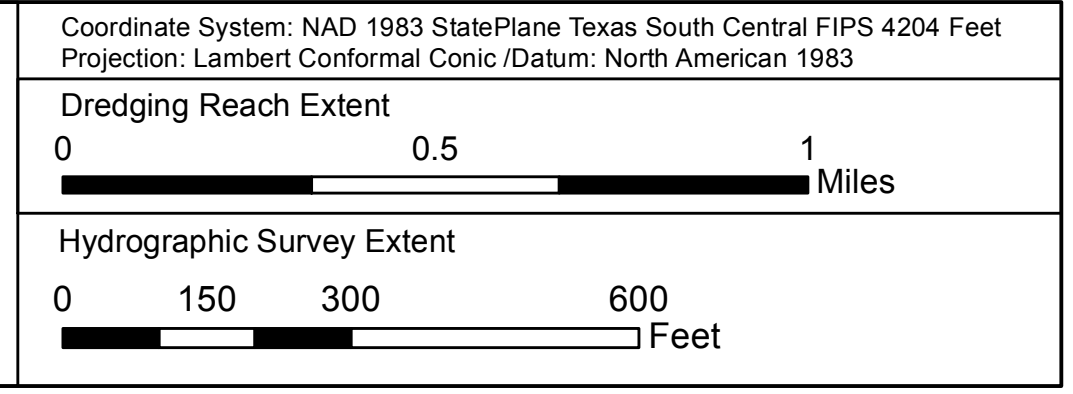 Coordinate System: NAD 1983 StatePlane Texas South Central FIPS 4204 Feet
Projection: Lambert Conformal Conic /Datum: North American 1983
Dredging Reach Extent
0 0.5 1
Miles
Hydrographic Survey Extent
0 150 300 600
Feet